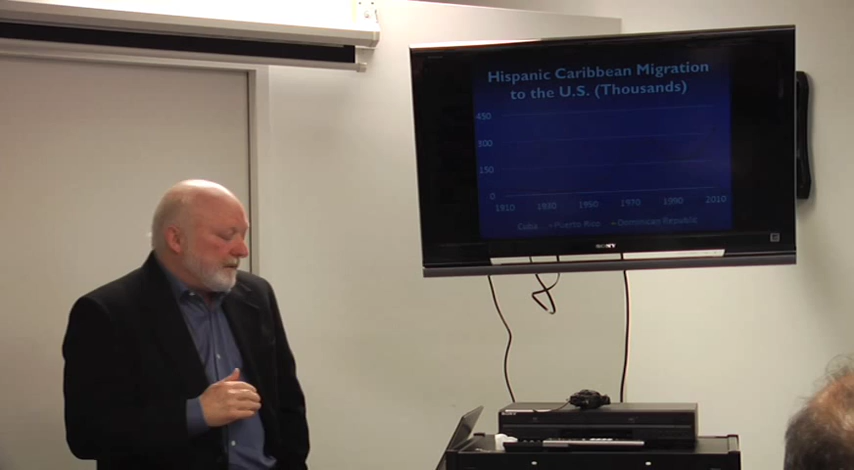 Hispanic Caribbean Migration
to the U.S. (Thousands)
450
300
150
0
1910 1930 1950 1970 1990 2010
Cuba Puerto Rico Dominican Republic
SONY